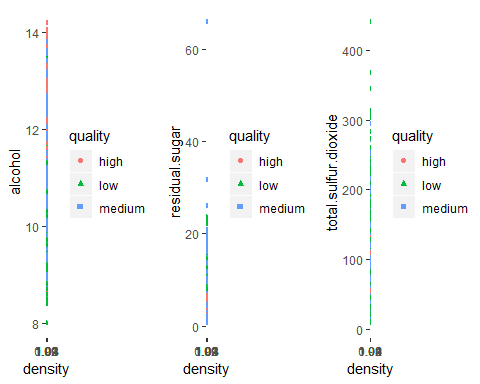 alcohol
14
12
10
8
density
quality
high
low
medium
residual.sugar
60
40
20
0
density
quality
high
low
medium
total.sulfur.dioxide
400
300
200
100
0
density
quality
high
low
medium